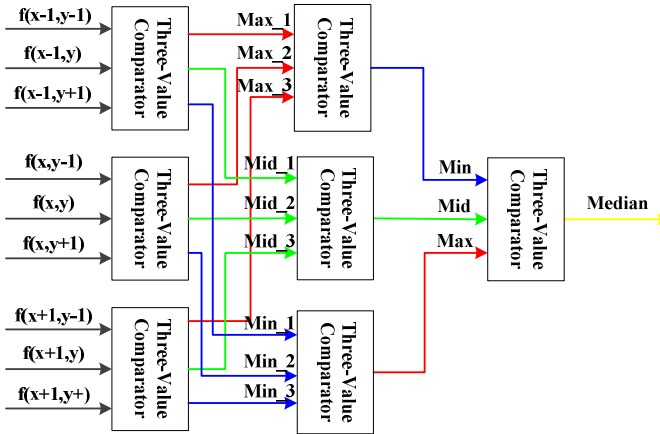 f(x-1,y-1)
f(x-1,y)
f(x-1,y+1)
Three-Value
Comparator
Max_1
Max_2
Max_3
Three-Value
Comparator
f(x,y-1)
f(x,y)
f(x,y+1)
Three-Value
Comparator
Mid_1
Mid_2
Mid_3
Three-Value
Comparator
Min
Mid
Max
Three-Value
Comparator
Median
f(x+1,y-1)
f(x+1,y)
f(x+1,y+)
Three-Value
Comparator
Min_1
Min_2
Min_3
Three-Value
Comparator